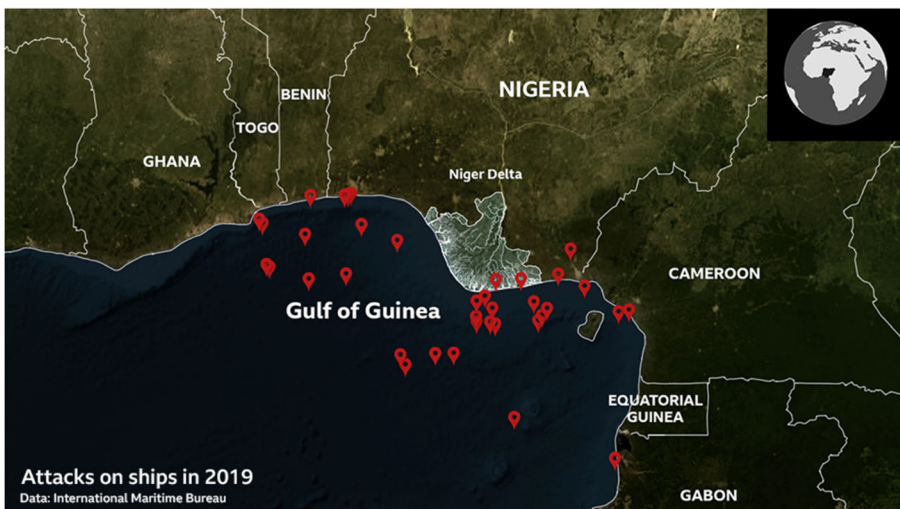 NIGERIA
BENIN
TOGO
GHANA
Niger Delta
CAMEROON
Gulf of Guinea
EQUATORIAL
GUINEA
Attacks on ships in 2019
Data: International Maritime Bureau
GABON